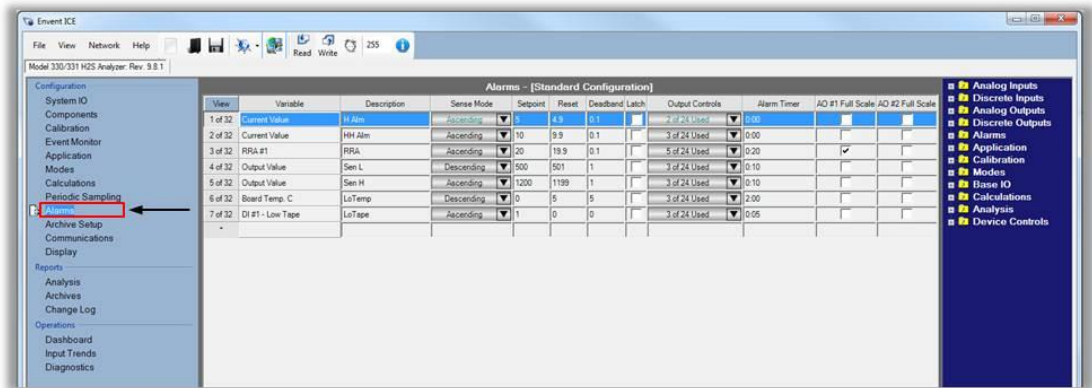 Envent ICE
File View Network Help Read Write 255
Model 330/331 H2S Analyzer: Rev. 9.8.1
Configuration
System IO
Components
Calibration
Event Monitor
Application
Modes
Calculations
Periodic Sampling
Alarms
Archive Setup
Communications
Display
Reports
Analysis
Archives
Change Log
Operations
Dashboard
Input Trends
Diagnostics
Alarms - [Standard Configuration]
View Variable Description Sense Mode Setpoint Reset Deadband Latch Output Controls Alarm Timer AO #1 Full Scale AO #2 Full Scale
1 of 32 Current Value H Alm Ascending 5 4.9 0.1 2 of 24 Used 0:00
2 of 32 Current Value HH Alm Ascending 10 9.9 0.1 3 of 24 Used 0:00
3 of 32 RRA #1 RRA Ascending 20 19.9 0.1 5 of 24 Used 0:20
4 of 32 Output Value Sen L Descending 500 501 1 3 of 24 Used 0:10
5 of 32 Output Value Sen H Ascending 1200 1199 1 3 of 24 Used 0:10
6 of 32 Board Temp. C LoTemp Descending 0 5 5 3 of 24 Used 2:00
7 of 32 DI #1 - Low Tape LoTape Ascending 1 0 0 3 of 24 Used 0:05
*
Analog Inputs
Discrete Inputs
Analog Outputs
Discrete Outputs
Alarms
Application
Calibration
Modes
Base IO
Calculations
Analysis
Device Controls